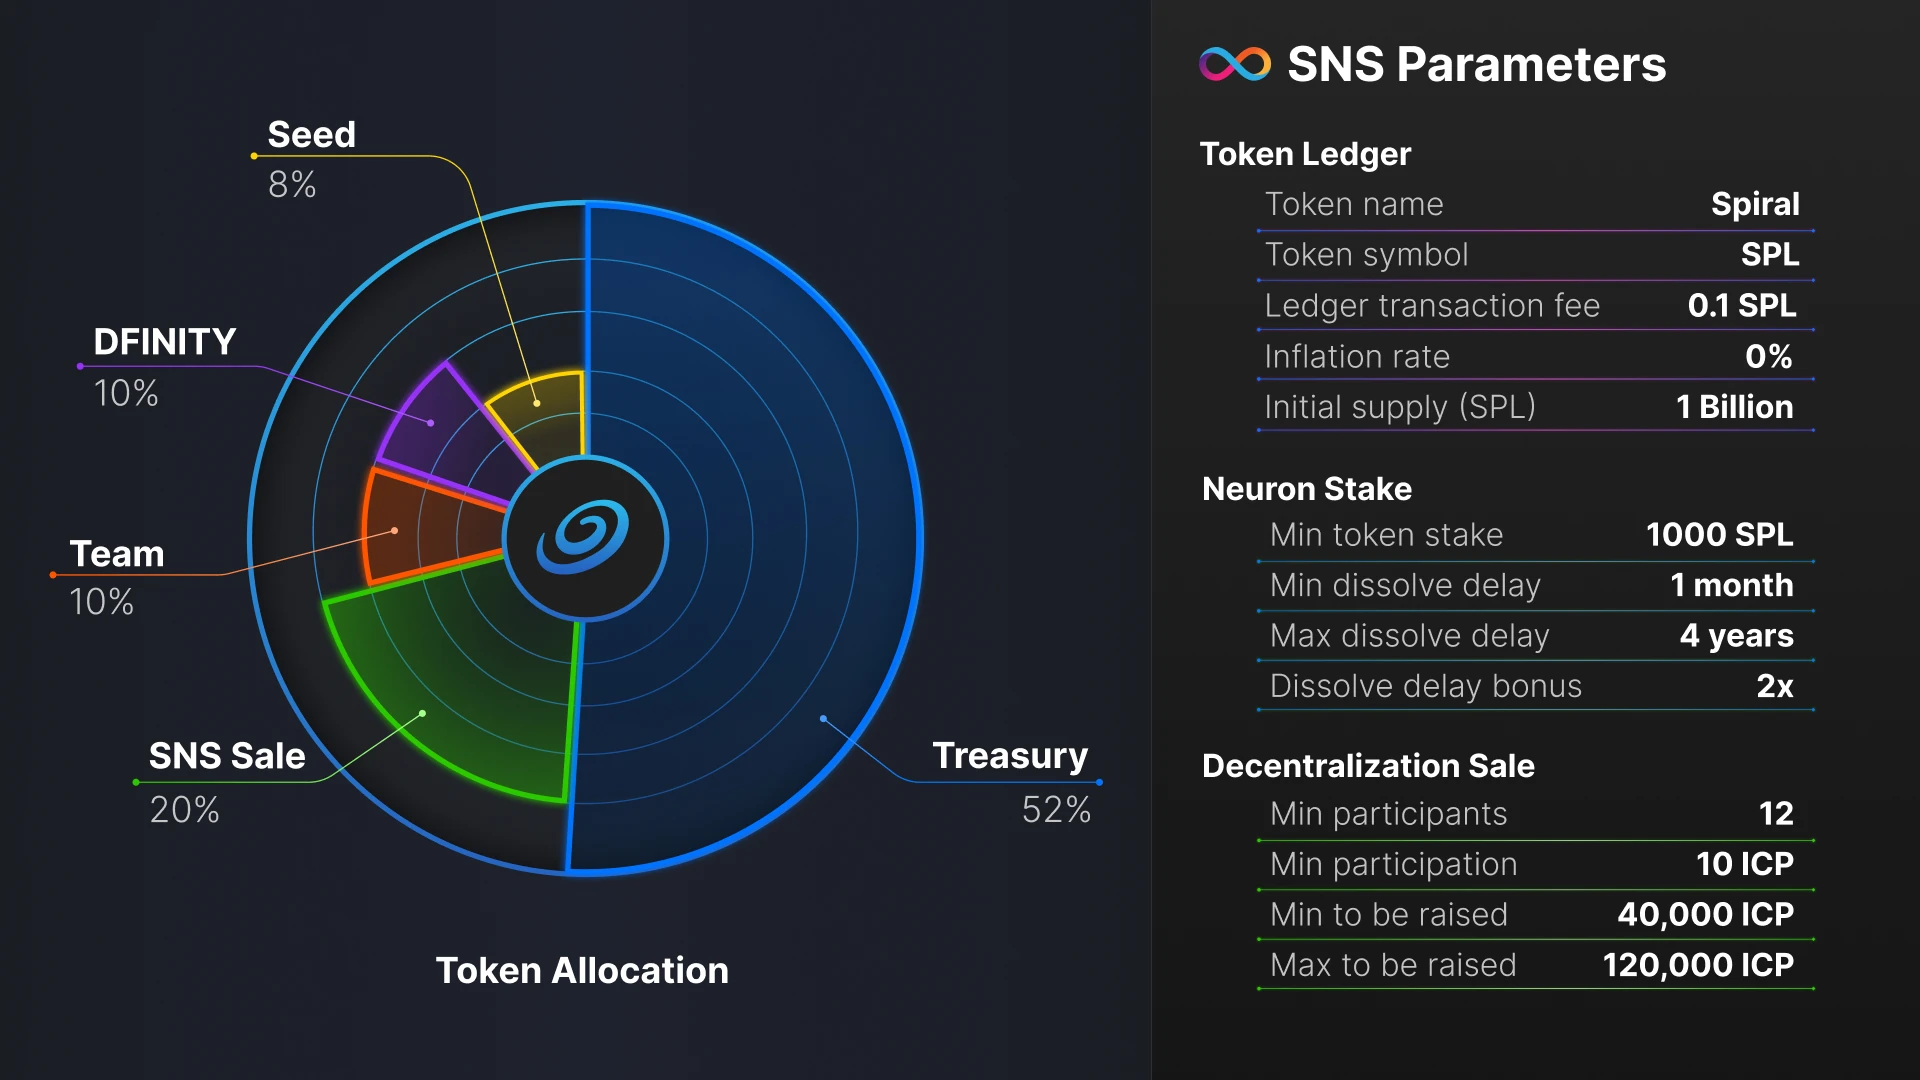 Seed
8%
DFINITY
10%
Team
10%
SNS Sale
20%
Treasury
52%
Token Allocation
SNS Parameters
Token Ledger
Token name Spiral
Token symbol SPL
Ledger transaction fee 0.1 SPL
Inflation rate 0%
Initial supply (SPL) 1 Billion
Neuron Stake
Min token stake 1000 SPL
Min dissolve delay 1 month
Max dissolve delay 4 years
Dissolve delay bonus 2x
Decentralization Sale
Min participants 12
Min participation 10 ICP
Min to be raised 40,000 ICP
Max to be raised 120,000 ICP